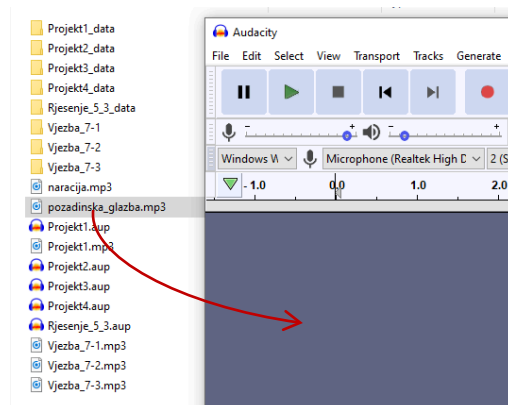 Projekt1_data
Projekt2_data
Projekt3_data
Projekt4_data
Rjesenje_5_3_data
Vjezba_7-1
Vjezba_7-2
Vjezba_7-3
naracija.mp3
pozadinska_glazba.mp3
Projekt1.aup
Projekt1.mp3
Projekt2.aup
Projekt3.aup
Projekt4.aup
Rjesenje_5_3.aup
Vjezba_7-1.mp3
Vjezba_7-2.mp3
Vjezba_7-3.mp3
Audacity
File Edit Select View Transport Tracks Generate
Windows Microphone (Realtek High 2 (S
- 1.0 0.0 1.0 2.0